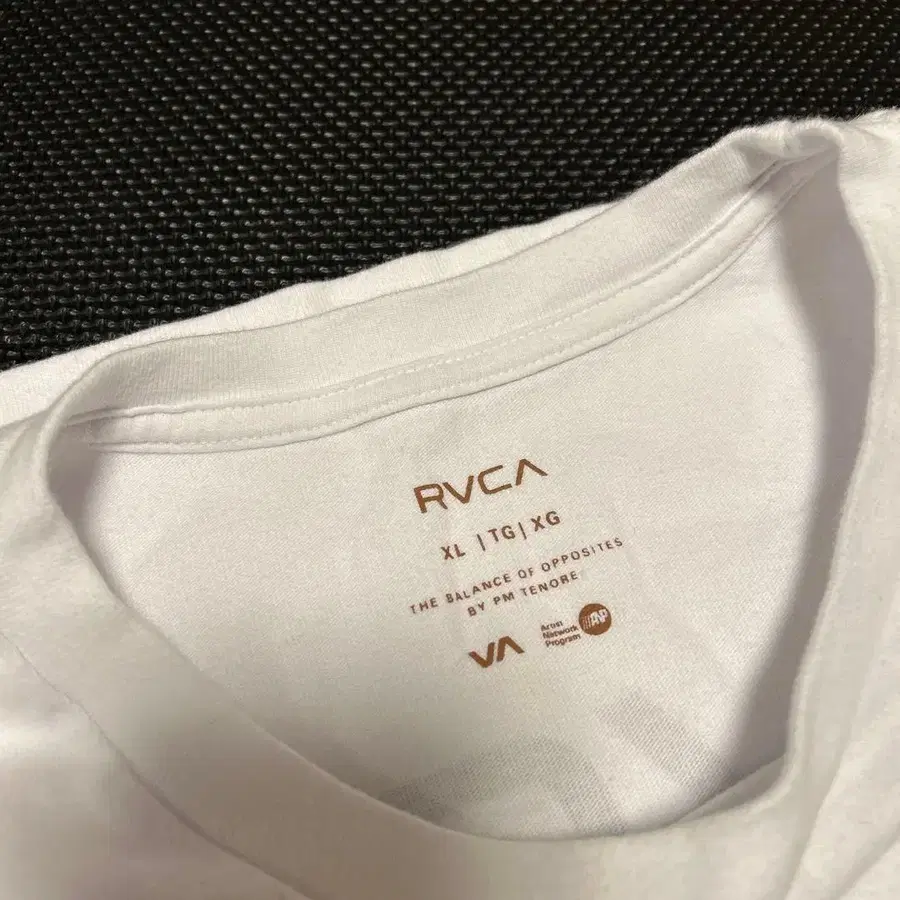 RVCA
XL | TG | XG
THE BALANCE OF OPPOSITES
BY PM TENORE
VA
Artist
Network
Program
ANP